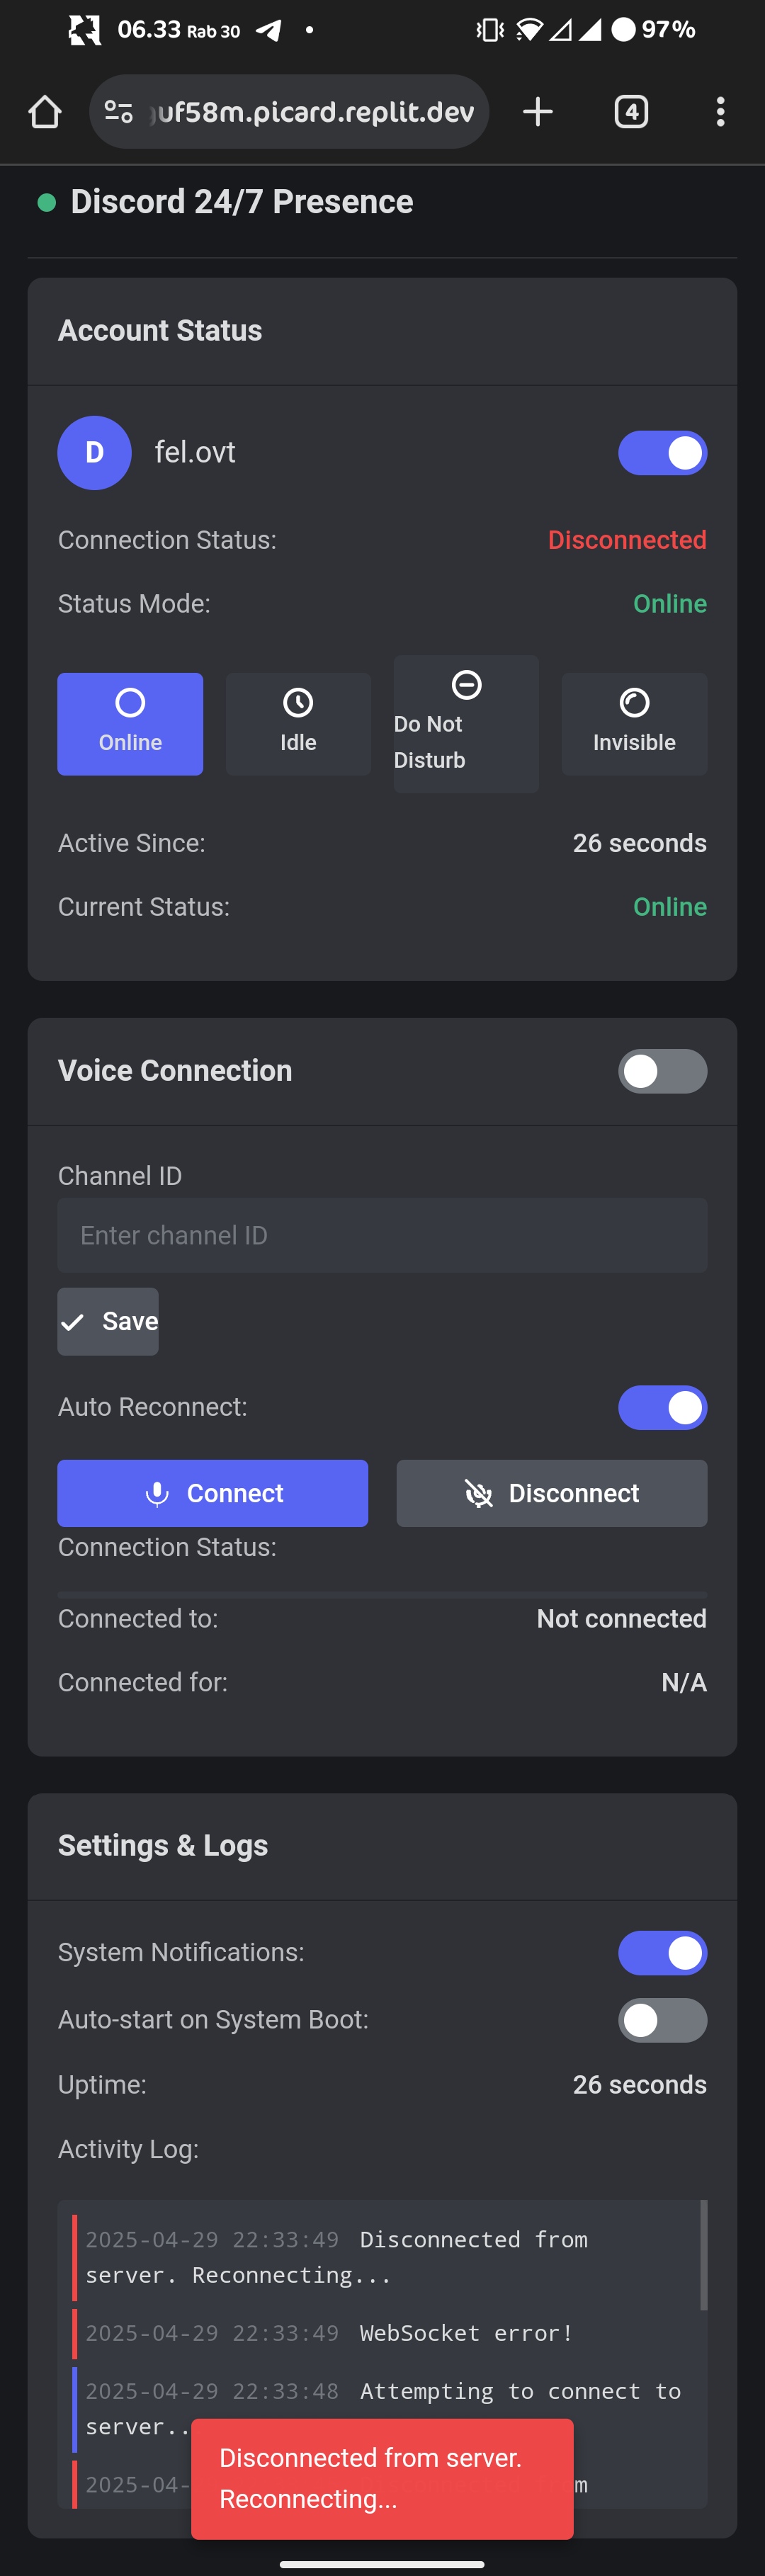 06.33 Rab 30
97%
uf58m.picard.replit.dev
4
Discord 24/7 Presence
Account Status
D
fel.ovt
Connection Status:
Disconnected
Status Mode:
Online
Online
Idle
Do Not
Disturb
Invisible
Active Since:
26 seconds
Current Status:
Online
Voice Connection
Channel ID
Enter channel ID
Save
Auto Reconnect:
Connect
Disconnect
Connection Status:
Connected to:
Not connected
Connected for:
N/A
Settings & Logs
System Notifications:
Auto-start on System Boot:
Uptime:
26 seconds
Activity Log:
2025-04-29 22:33:49 Disconnected from
server. Reconnecting...
2025-04-29 22:33:49 WebSocket error!
2025-04-29 22:33:48 Attempting to connect to
server..
2025-04-
Disconnected from server.
Reconnecting...